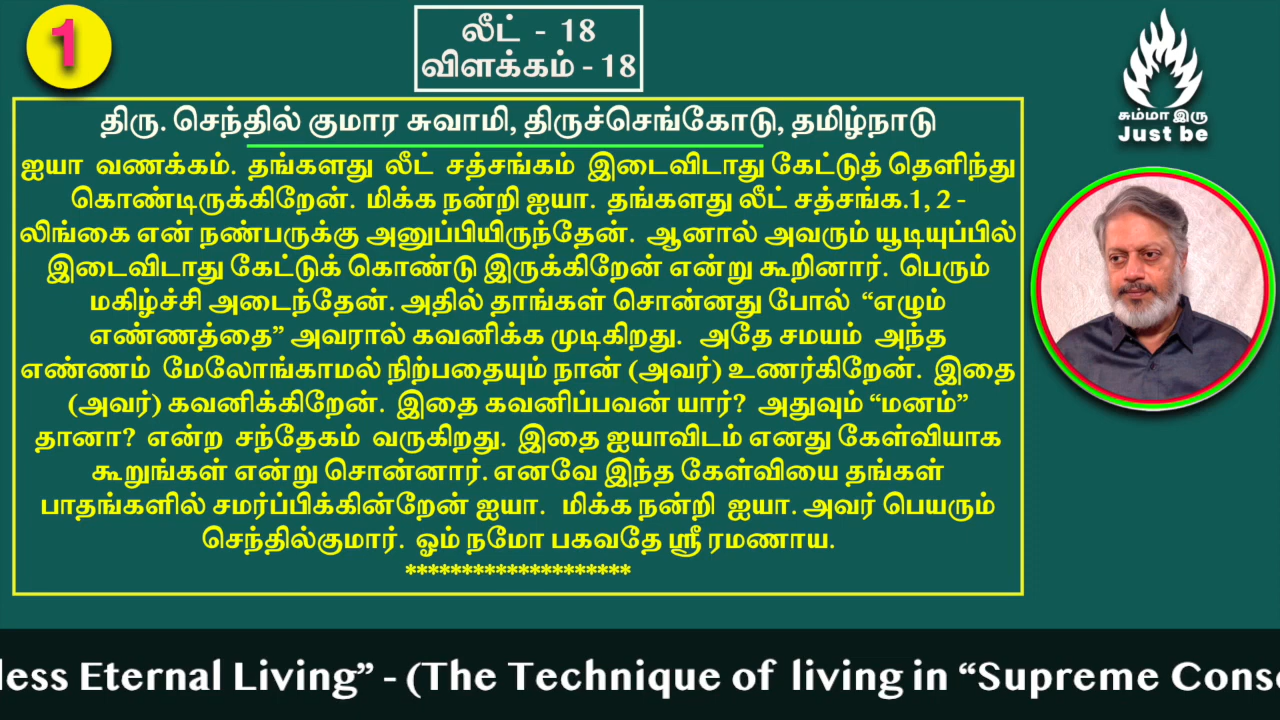 1
லீட் - 18
விளக்கம் - 18
சும்மா இரு
Just be
திரு. செந்தில் குமார சுவாமி, திருச்செங்கோடு, தமிழ்நாடு
ஐயா வணக்கம். தங்களது லீட் சத்சங்கம் இடைவிடாது கேட்டுத் தெளிந்து
கொண்டிருக்கிறேன். மிக்க நன்றி ஐயா. தங்களது லீட் சத்சங்க.1, 2 -
லிங்கை என் நண்பருக்கு அனுப்பியிருந்தேன். ஆனால் அவரும் யூடியுப்பில்
இடைவிடாது கேட்டுக் கொண்டு இருக்கிறேன் என்று கூறினார். பெரும்
மகிழ்ச்சி அடைந்தேன். அதில் தாங்கள் சொன்னது போல் “எழும்
எண்ணத்தை” அவரால் கவனிக்க முடிகிறது. அதே சமயம் அந்த
எண்ணம் மேலோங்காமல் நிற்பதையும் நான் (அவர்) உணர்கிறேன். இதை
(அவர்) கவனிக்கிறேன். இதை கவனிப்பவன் யார்? அதுவும் “மனம்”
தானா? என்ற சந்தேகம் வருகிறது. இதை ஐயாவிடம் எனது கேள்வியாக
கூறுங்கள் என்று சொன்னார். எனவே இந்த கேள்வியை தங்கள்
பாதங்களில் சமர்ப்பிக்கின்றேன் ஐயா. மிக்க நன்றி ஐயா. அவர் பெயரும்
செந்தில்குமார். ஓம் நமோ பகவதே ஸ்ரீ ரமணாய.
********************
less Eternal Living” - (The Technique of living in “Supreme Conse